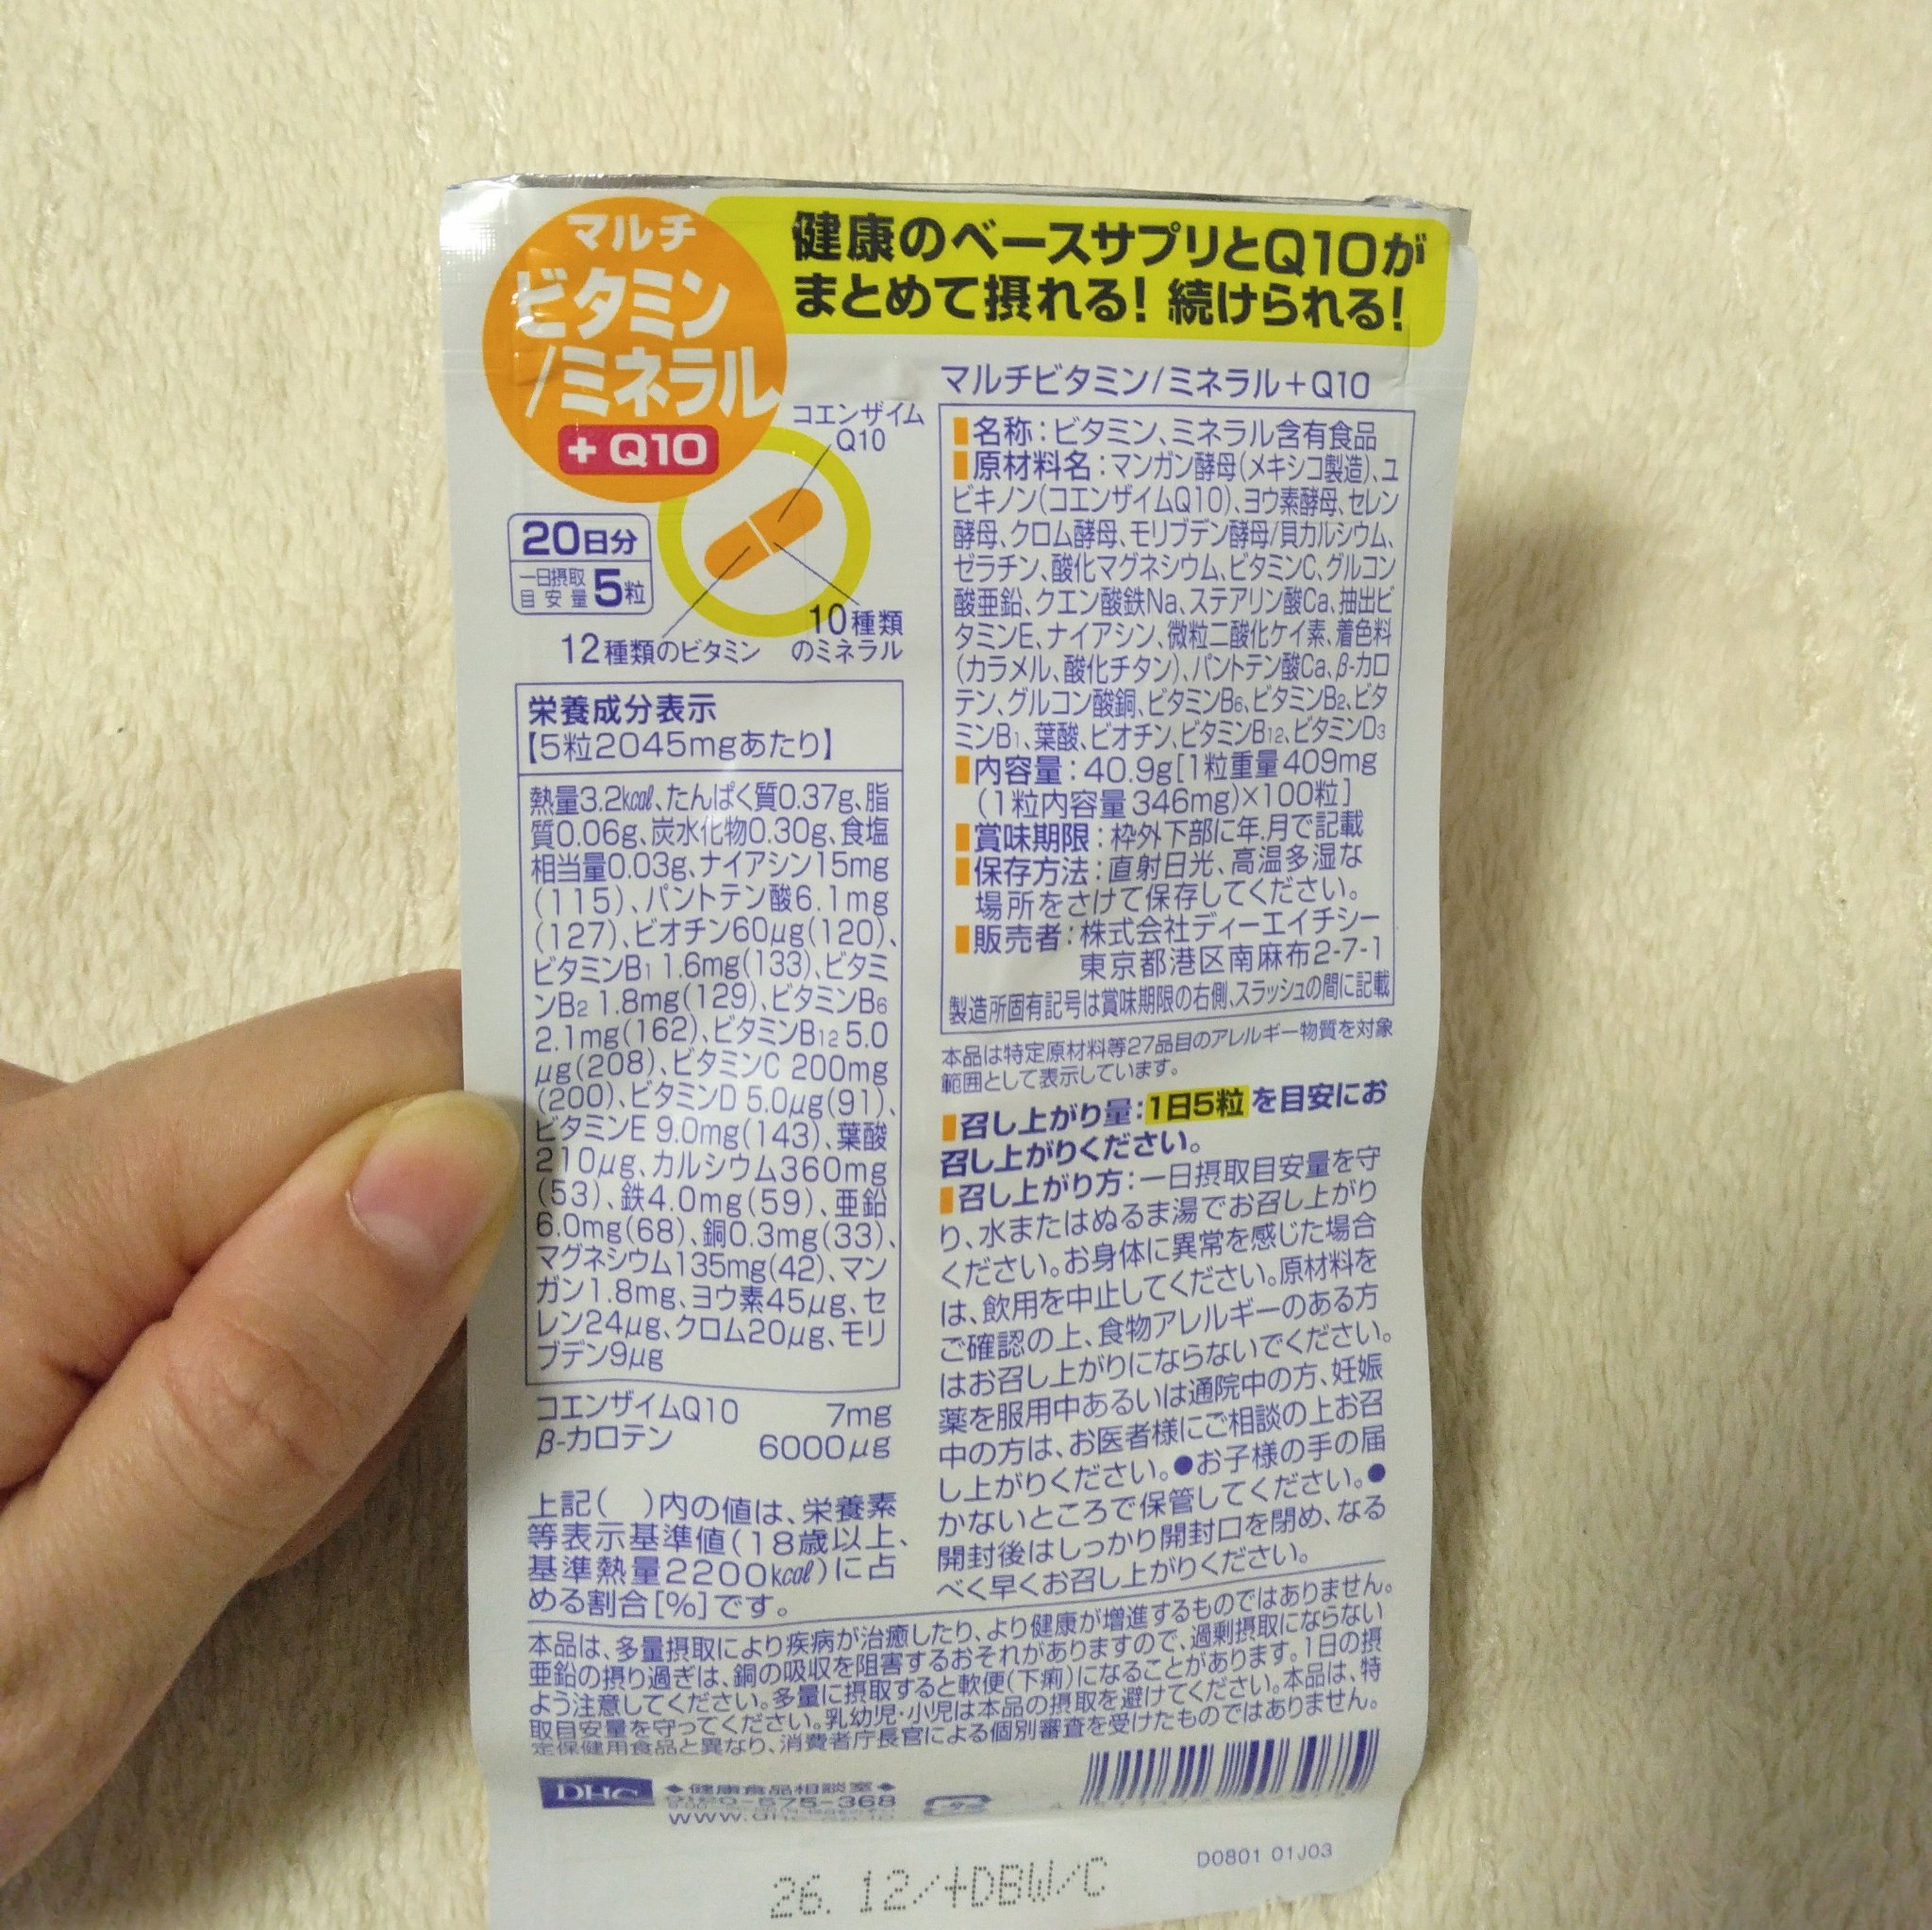 マルチ
ビタミン
/ミネラル
+Q10
健康のベースサプリとQ10が
まとめて摂れる!続けられる!
コエンザイム
Q10
20日分
一日摂取
目安量 5粒
12種類のビタミン
10種類
のミネラル
栄養成分表示
【5粒2045mgあたり】
熱量3.2kcal、たんぱく質0.37g、脂
質0.06g、炭水化物0.30g、食塩
相当量0.03g、ナイアシン15mg
(115)、パントテン酸6.1mg
(127)、ビオチン60μg(120)、
ビタミンB1 1.6mg(133)、ビタミ
ンB2 1.8mg(129)、ビタミンB6
2.1mg(162)、ビタミンB12 5.0
μg(208)、ビタミンC 200mg
(200)、ビタミンD 5.0μg(91)、
ビタミンE 9.0mg(143)、葉酸
210μg、カルシウム360mg
(53)、鉄4.0mg(59)、亜鉛
6.0mg(68)、銅0.3mg(33)、
マグネシウム135mg(42)、マン
ガン1.8mg、ヨウ素45μg、セ
レン24μg、クロム20μg、モリ
ブデン9μg
コエンザイムQ10 7mg
β-カロテン 6000μg
上記( )内の値は、栄養素
等表示基準値(18歳以上、
基準熱量2200kcal)に占
める割合[%]です。
マルチビタミン/ミネラル+Q10
名称:ビタミン、ミネラル含有食品
原材料名:マンガン酵母(メキシコ製造)、ユ
ビキノン(コエンザイムQ10)、ヨウ素酵母、セレン
酵母、クロム酵母、モリブデン酵母/貝カルシウム、
ゼラチン、酸化マグネシウム、ビタミンC、グルコン
酸亜鉛、クエン酸鉄Na、ステアリン酸Ca、抽出ビ
タミンE、ナイアシン、微粒二酸化ケイ素、着色料
(カラメル、酸化チタン)、パントテン酸Ca、β-カロ
テン、グルコン酸銅、ビタミンB6、ビタミンB2、ビタ
ミンB1、葉酸、ビオチン、ビタミンB12、ビタミンD3
内容量:40.9g[1粒重量409mg
(1粒内容量346mg)×100粒]
賞味期限:枠外下部に年.月で記載
保存方法:直射日光、高温多湿な
場所をさけて保存してください。
販売者:株式会社ディーエイチシー
東京都港区南麻布2-7-1
製造所固有記号は賞味期限の右側、スラッシュの間に記載
本品は特定原材料等27品目のアレルギー物質を対象
範囲として表示しています。
召し上がり量:1日5粒を目安にお
召し上がりください。
召し上がり方:一日摂取目安量を守
り、水またはぬるま湯でお召し上がり
ください。お身体に異常を感じた場合
は、飲用を中止してください。原材料を
ご確認の上、食物アレルギーのある方
はお召し上がりにならないでください。
薬を服用中あるいは通院中の方、妊娠
中の方は、お医者様にご相談の上お召
し上がりください。●お子様の手の届
かないところで保管してください。●
開封後はしっかり開封口を閉め、なる
べく早くお召し上がりください。
本品は、多量摂取により疾病が治癒したり、より健康が増進するものではありません。
亜鉛の摂り過ぎは、銅の吸収を阻害するおそれがありますので、過剰摂取にならない
よう注意してください。多量に摂取すると軟便(下痢)になることがあります。1日の摂
取目安量を守ってください。乳幼児・小児は本品の摂取を避けてください。本品は、特
定保健用食品と異なり、消費者庁長官による個別審査を受けたものではありません。
DHC
◆健康食品相談室◆
0120-575-368
D0801 01J03
26.12/+DBW/C